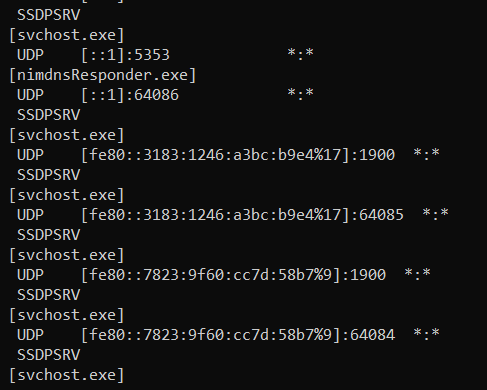 SSDPSRV
[svchost.exe]
UDP    [::1]:5353             *:*
[nimdnsResponder.exe]
UDP    [::1]:64086            *:*
SSDPSRV
[svchost.exe]
UDP    [fe80::3183:1246:a3bc:b9e4%17]:1900  *:*
SSDPSRV
[svchost.exe]
UDP    [fe80::3183:1246:a3bc:b9e4%17]:64085  *:*
SSDPSRV
[svchost.exe]
UDP    [fe80::7823:9f60:cc7d:58b7%9]:1900  *:*
SSDPSRV
[svchost.exe]
UDP    [fe80::7823:9f60:cc7d:58b7%9]:64084  *:*
SSDPSRV
[svchost.exe]